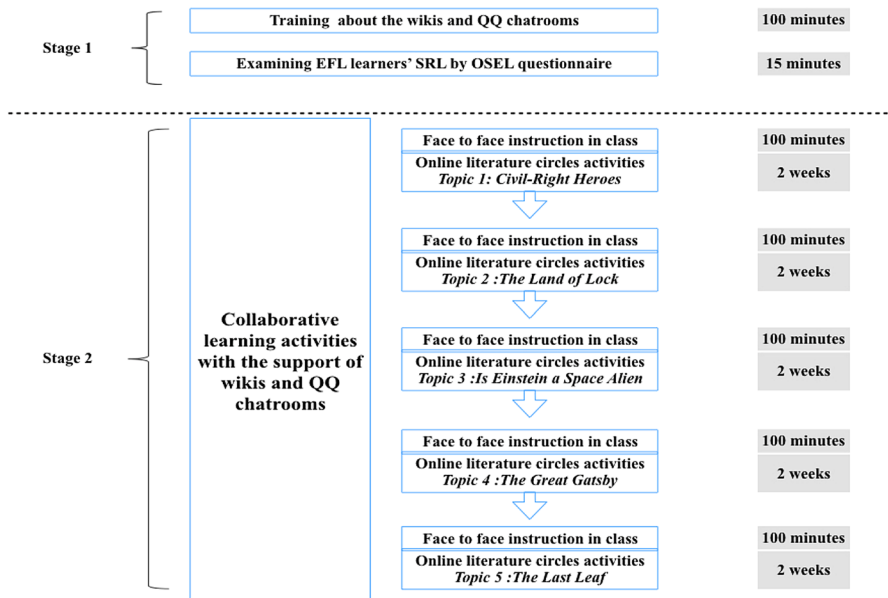 Stage 1
Training about the wikis and QQ chatrooms
100 minutes
Examining EFL learners' SRL by OSEL questionnaire
15 minutes
Stage 2
Collaborative
learning activities
with the support of
wikis and QQ
chatrooms
Face to face instruction in class
100 minutes
Online literature circles activities
Topic 1: Civil-Right Heroes
2 weeks
Face to face instruction in class
100 minutes
Online literature circles activities
Topic 2 :The Land of Lock
2 weeks
Face to face instruction in class
100 minutes
Online literature circles activities
Topic 3 :Is Einstein a Space Alien
2 weeks
Face to face instruction in class
100 minutes
Online literature circles activities
Topic 4 :The Great Gatsby
2 weeks
Face to face instruction in class
100 minutes
Online literature circles activities
Topic 5 :The Last Leaf
2 weeks